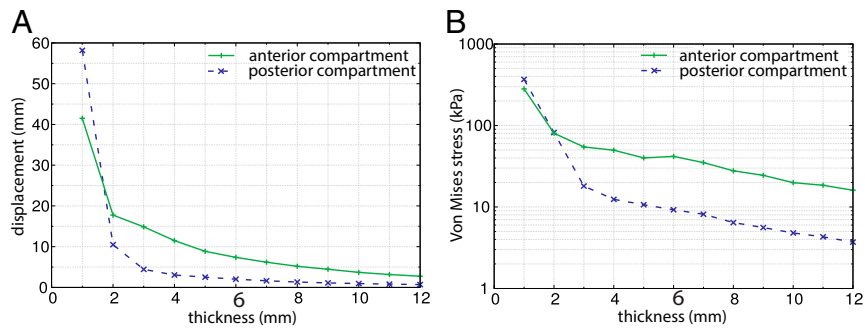 A
60
50
40
30
20
10
0
displacement (mm)
anterior compartment
posterior compartment
0 2 4 6 8 10 12
thickness (mm)
B
1000
100
10
1
Von Mises stress (kPa)
anterior compartment
posterior compartment
0 2 4 6 8 10 12
thickness (mm)